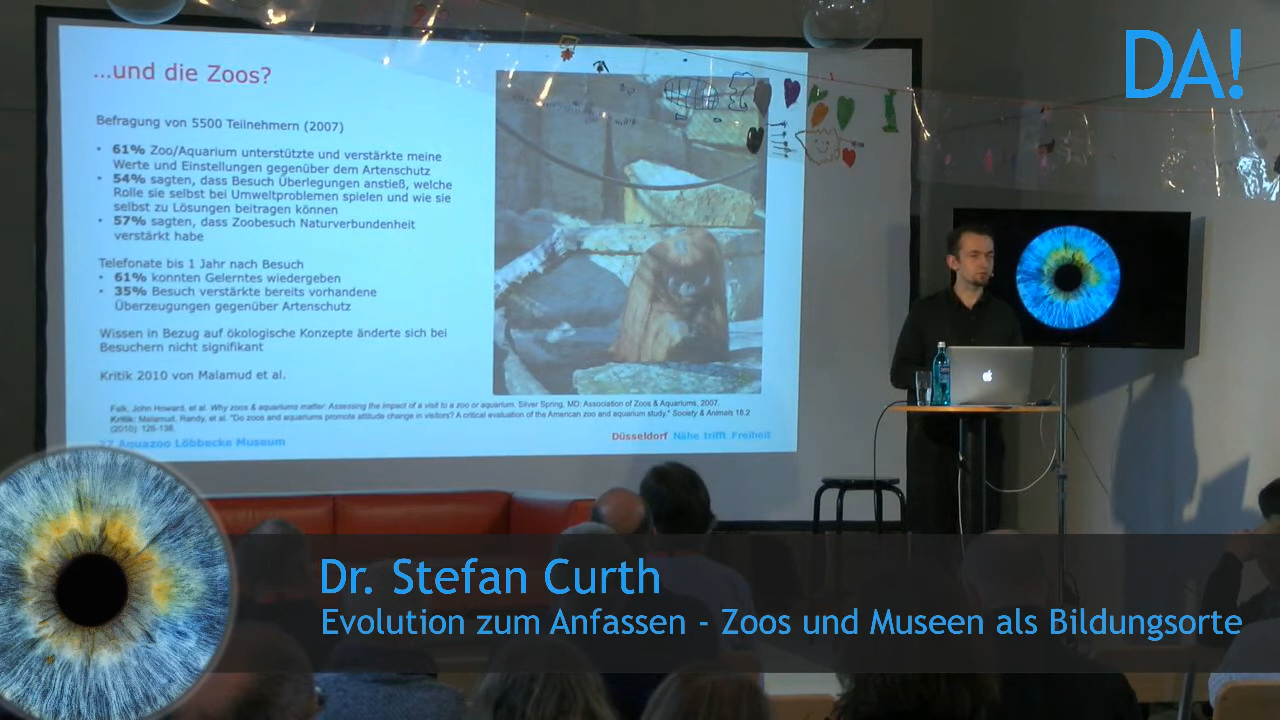 DA!
...und die Zoos?
Befragung von 5500 Teilnehmern (2007)
• 61% Zoo/Aquarium unterstützte und verstärkte meine
Werte und Einstellungen gegenüber dem Artenschutz
• 54% sagten, dass Besuch Überlegungen anstieß, welche
Rolle sie selbst bei Umweltproblemen spielen und wie sie
selbst zu Lösungen beitragen können
• 57% sagten, dass Zoobesuch Naturverbundenheit
verstärkt habe
Telefonate bis 1 Jahr nach Besuch
• 61% konnten Gelerntes wiedergeben
• 35% Besuch verstärkte bereits vorhandene
Überzeugungen gegenüber Artenschutz
Wissen in Bezug auf ökologische Konzepte änderte sich bei
Besuchern nicht signifikant
Kritik 2010 von Malamud et al.
Falk, John Howard, et al. Why zoos & aquariums matter: Assessing the impact of a visit to a zoo or aquarium. Silver Spring, MD: Association of Zoos & Aquariums, 2007.
Kritik: Malamud, Randy, et al. "Do zoos and aquariums promote attitude change in visitors? A critical evaluation of the American zoo and aquarium study." Society & Animals 18.2
(2010): 126-138.
27 Aquazoo Löbbecke Museum
Düsseldorf Nähe trifft Freiheit
Dr. Stefan Curth
Evolution zum Anfassen - Zoos und Museen als Bildungsorte